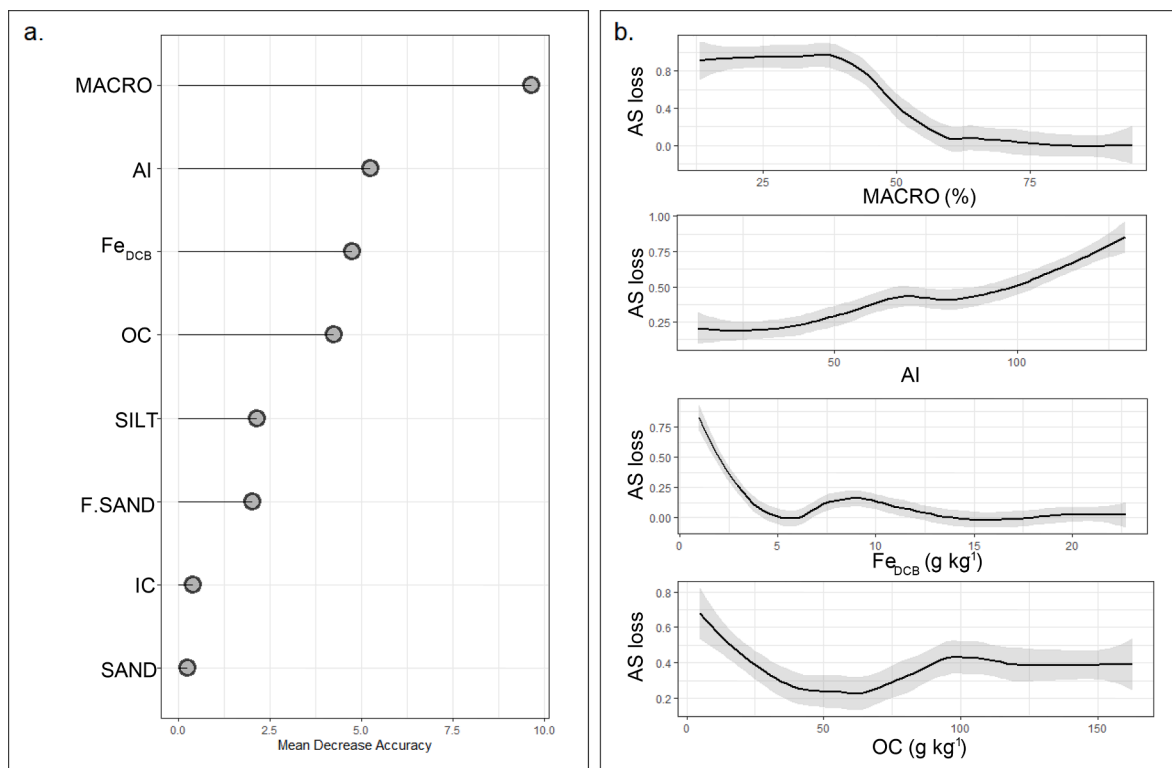 a.
MACRO
AI
FeDCB
OC
SILT
F.SAND
IC
SAND
0.0 2.5 5.0 7.5 10.0
Mean Decrease Accuracy
b.
AS loss
0.8
0.4
0.0
25 50 75
MACRO (%)
AS loss
1.00
0.75
0.50
0.25
50 100
AI
AS loss
0.75
0.50
0.25
0.00
0 5 10 15 20
FeDCB (g kg¹)
AS loss
0.8
0.6
0.4
0.2
0 50 100 150
OC (g kg¹)